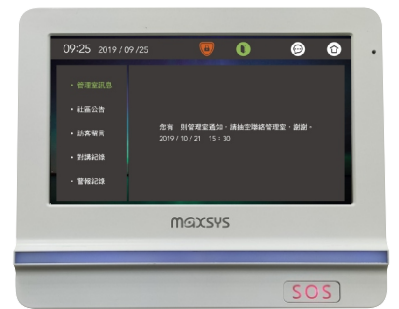 09:25 2019 / 09 /25
• 管理室訊息
• 社區公告
• 訪客留言
• 對講記錄
• 警報記錄
您有 則管理室通知，請抽空聯絡管理室，謝謝。
2019 / 10 / 21 15：30
maxsys
SOS